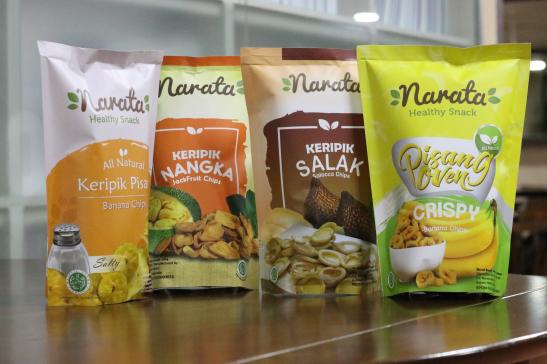 Narata
Healthy Snack
All Natural
Keripik Pisa
Banana Chips
Salty
Narata
KERIPIK
NANGKA
JackFruit Chips
Narata
KERIPIK
SALAK
Salacca Chips
Narata
Healthy Snack
Pisang
Oven
CRISPY
Banana Chips